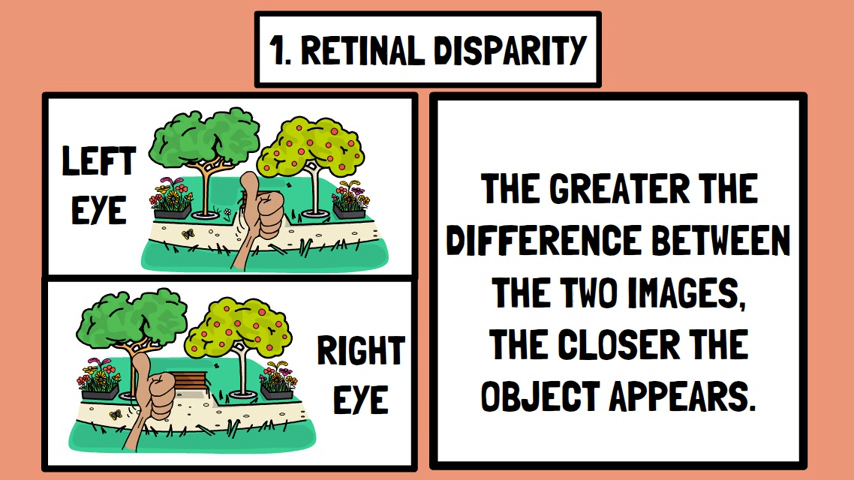 1. RETINAL DISPARITY
LEFT
EYE
RIGHT
EYE
THE GREATER THE
DIFFERENCE BETWEEN
THE TWO IMAGES,
THE CLOSER THE
OBJECT APPEARS.